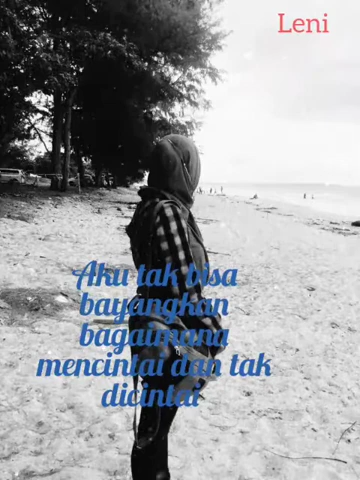 Leni
Aku tak bisa
bayangkan
bagaimana
mencintai dan tak
dicintai